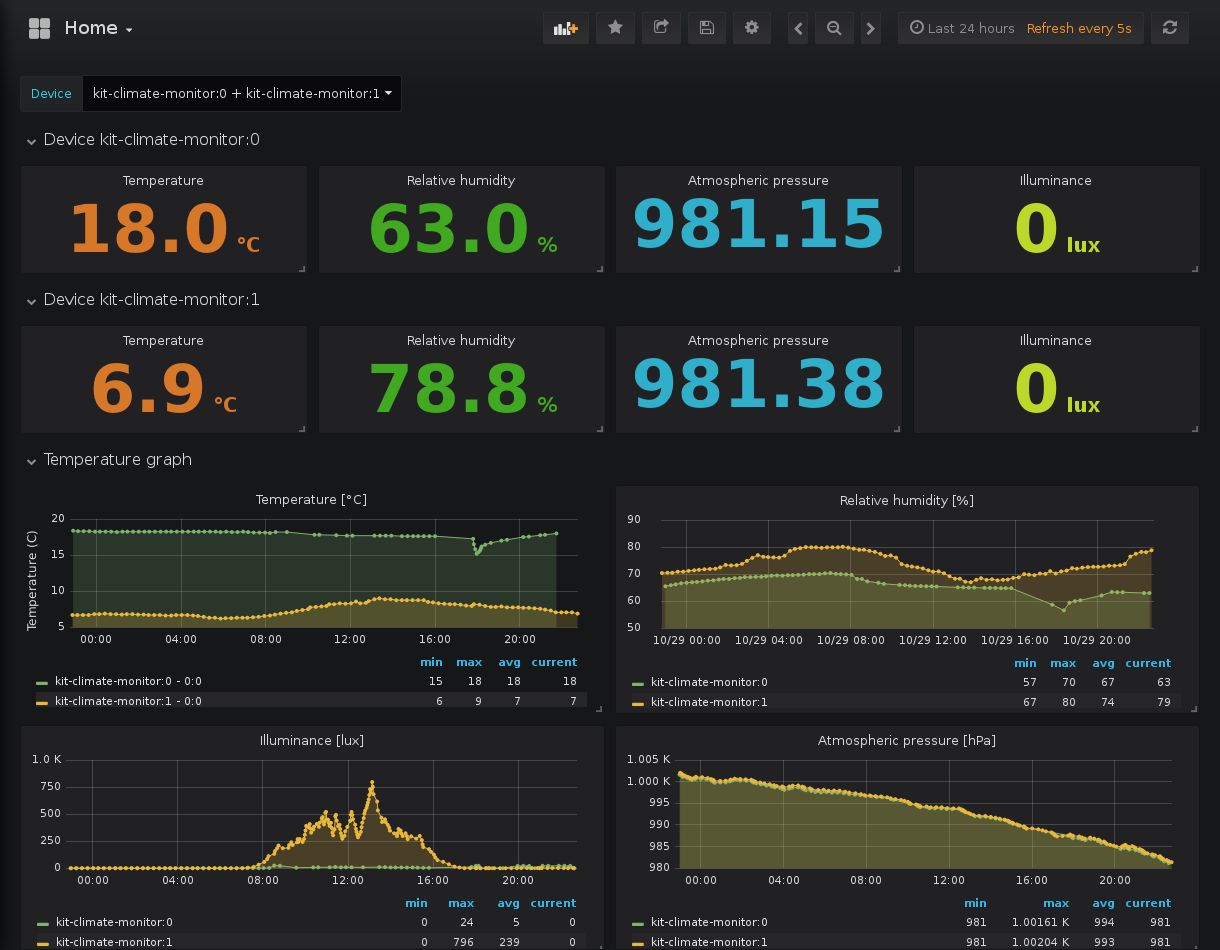 Home
Last 24 hours Refresh every 5s
Device kit-climate-monitor:0 + kit-climate-monitor:1
Device kit-climate-monitor:0
Temperature Relative humidity Atmospheric pressure Illuminance
18.0 °C 63.0 % 981.15 0 lux
Device kit-climate-monitor:1
Temperature Relative humidity Atmospheric pressure Illuminance
6.9 °C 78.8 % 981.38 0 lux
Temperature graph
Temperature [°C]
Temperature (C)
20
15
10
5
00:00 04:00 08:00 12:00 16:00 20:00
min max avg current
kit-climate-monitor:0 - 0:0 15 18 18 18
kit-climate-monitor:1 - 0:0 6 9 7 7
Relative humidity [%]
90
80
70
60
50
10/29 00:00 10/29 04:00 10/29 08:00 10/29 12:00 10/29 16:00 10/29 20:00
min max avg current
kit-climate-monitor:0 57 70 67 63
kit-climate-monitor:1 67 80 74 79
Illuminance [lux]
1.0 K
750
500
250
0
00:00 04:00 08:00 12:00 16:00 20:00
min max avg current
kit-climate-monitor:0 0 24 5 0
kit-climate-monitor:1 0 796 239 0
Atmospheric pressure [hPa]
1.005 K
1.000 K
995
990
985
980
00:00 04:00 08:00 12:00 16:00 20:00
min max avg current
kit-climate-monitor:0 981 1.00161 K 994 981
kit-climate-monitor:1 981 1.00204 K 993 981